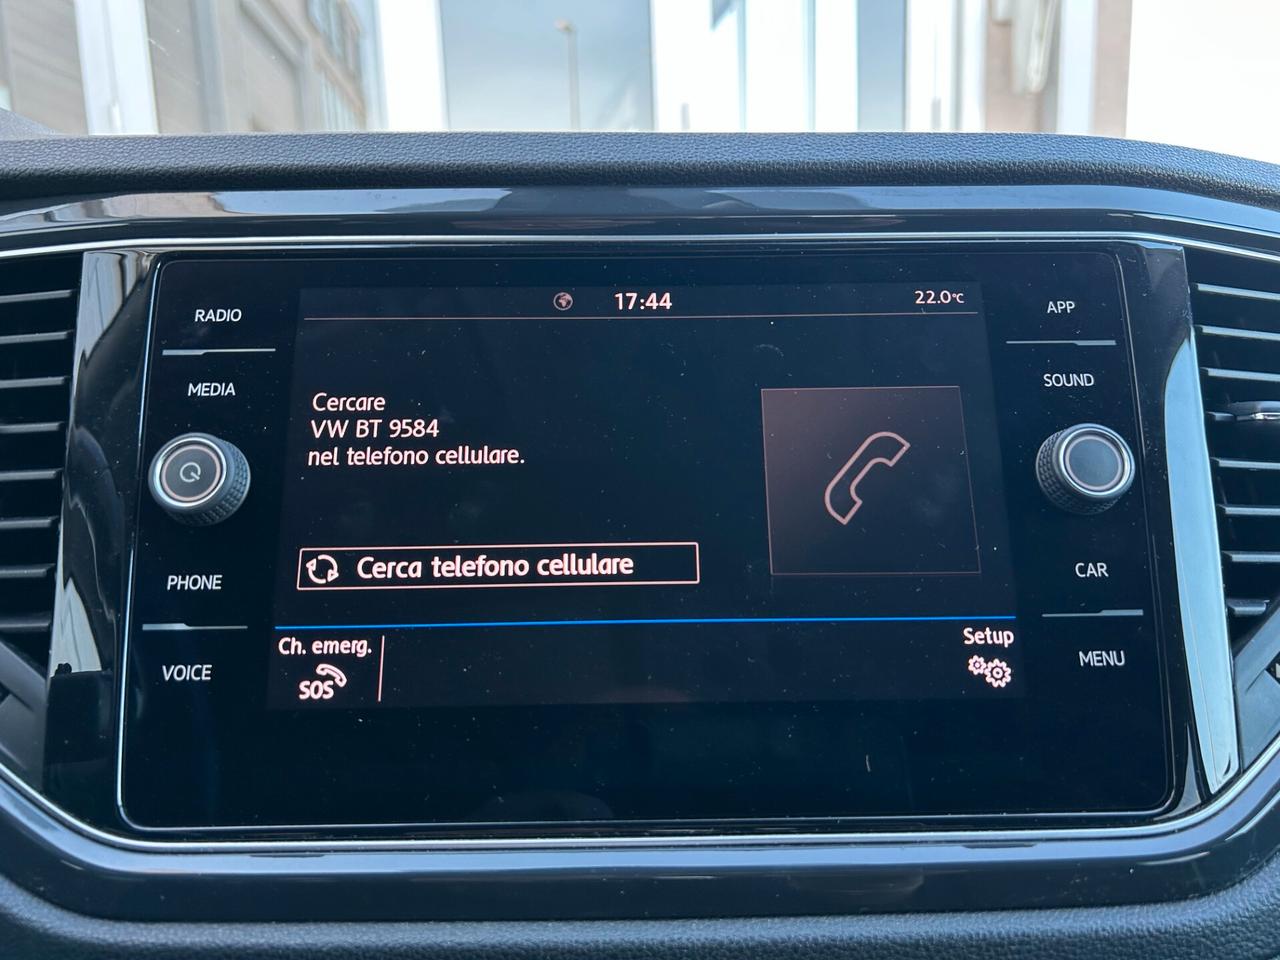 17:44
22.0°C
RADIO
MEDIA
PHONE
VOICE
Cercare
VW BT 9584
nel telefono cellulare.
Cerca telefono cellulare
Ch. emerg.
SOS
Setup
APP
SOUND
CAR
MENU